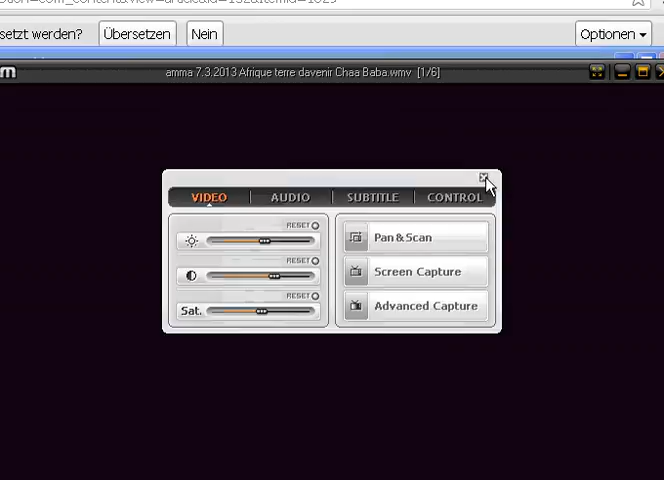 setzt werden?
Übersetzen
Nein
Optionen
amma 7.3.2013 Afrique terre davenir Chaa Baba.wmv [1/6]
VIDEO
AUDIO
SUBTITLE
CONTROL
RESET
RESET
RESET
Sat.
Pan&Scan
Screen Capture
Advanced Capture